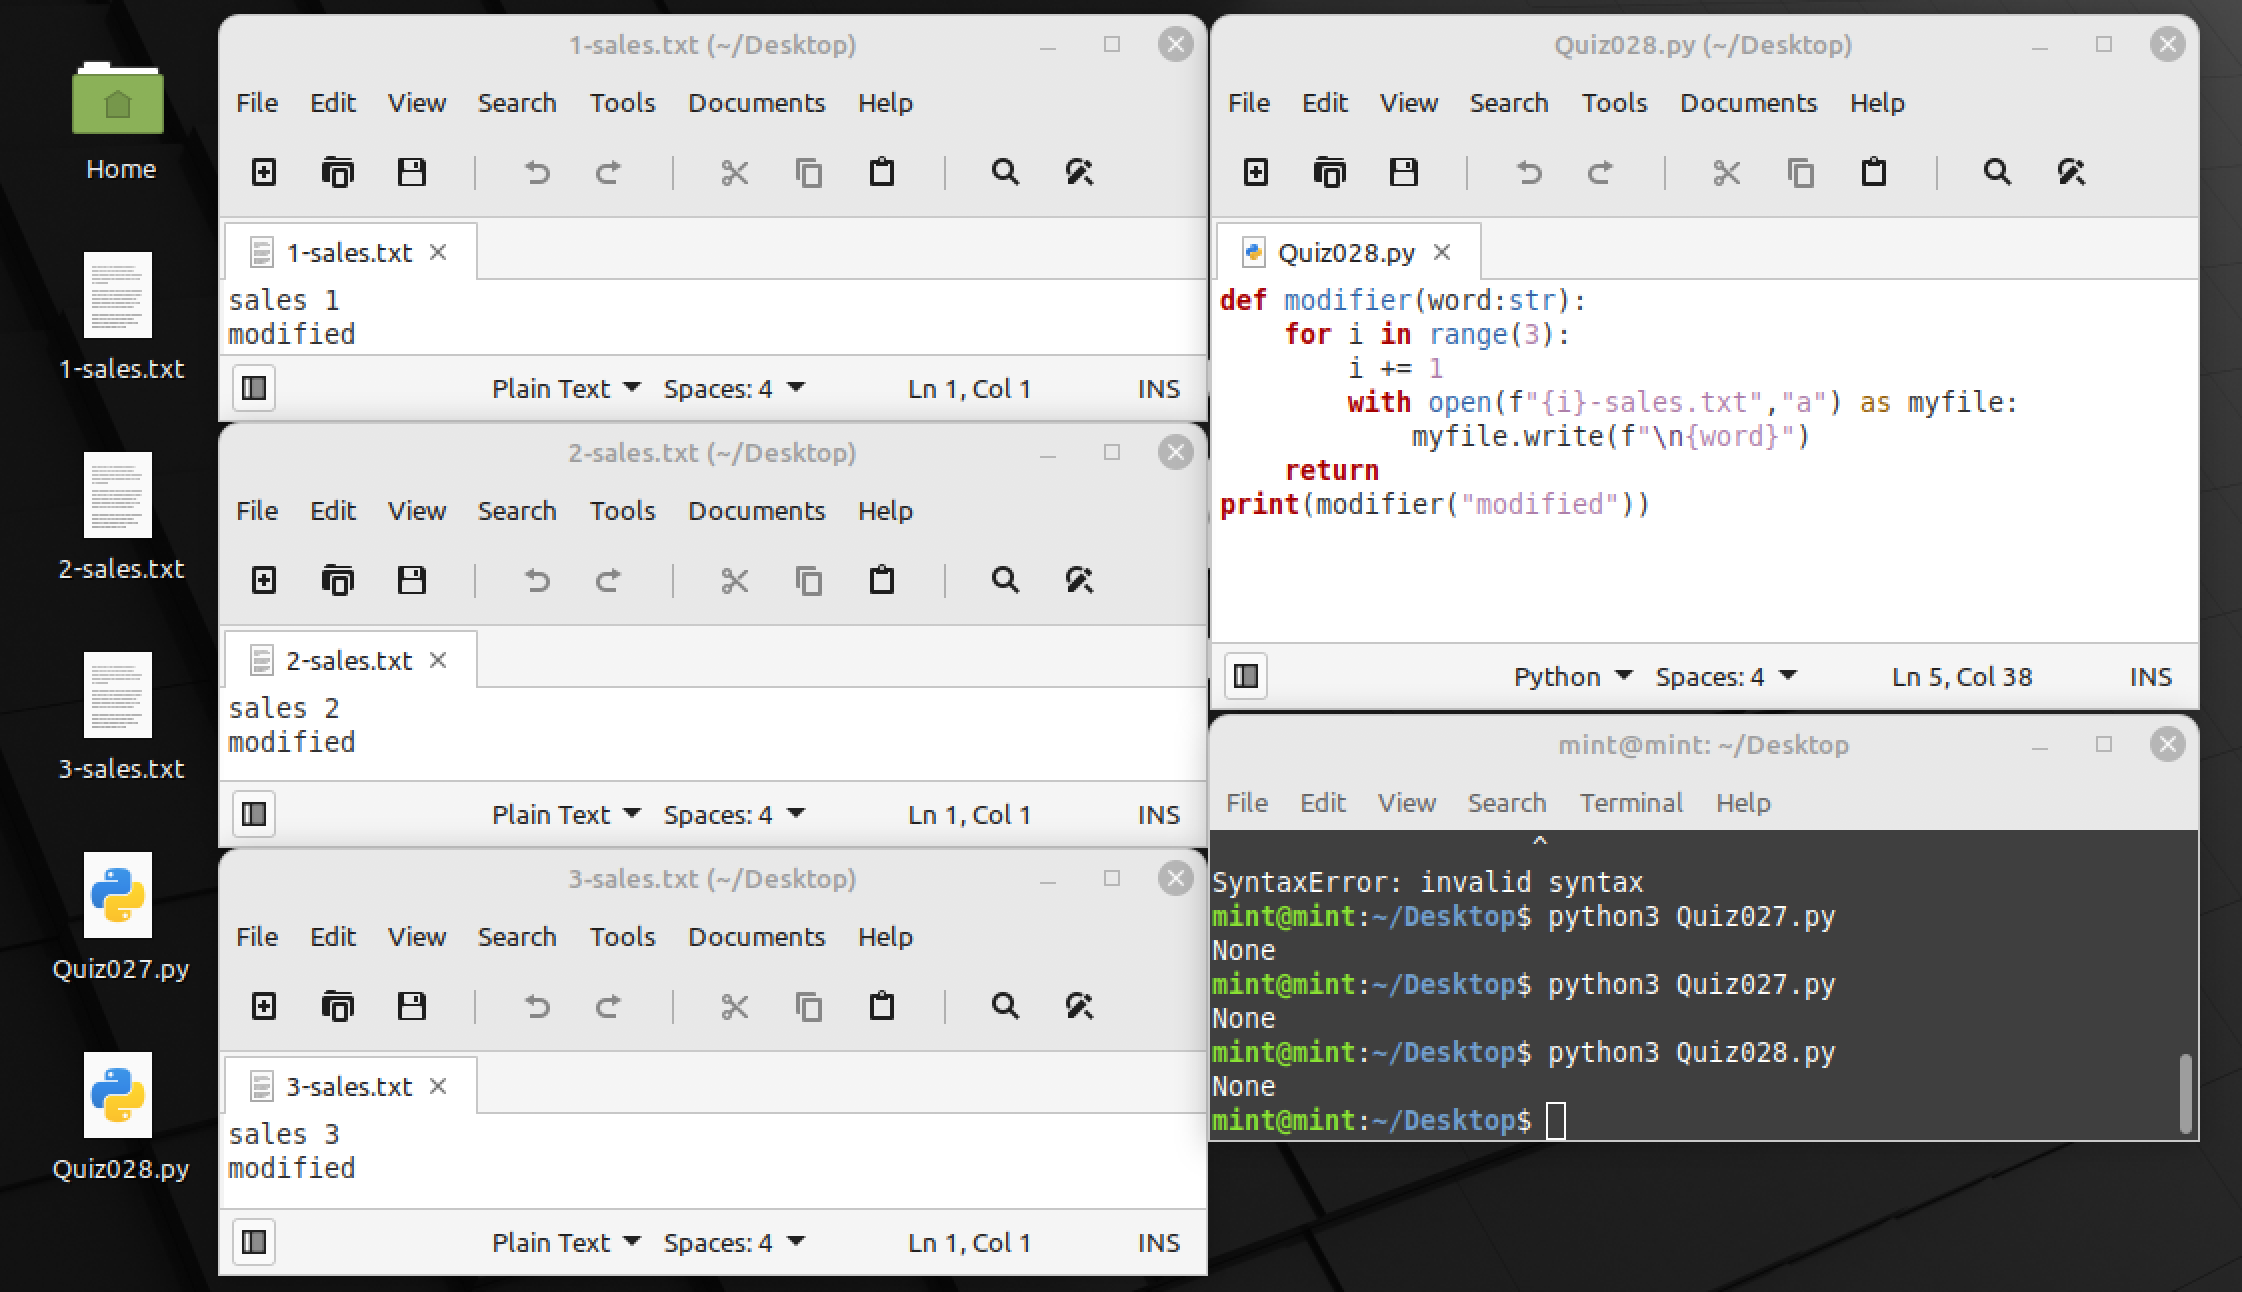 Home
1-sales.txt
2-sales.txt
3-sales.txt
Quiz027.py
Quiz028.py
1-sales.txt (~/Desktop)
File Edit View Search Tools Documents Help
1-sales.txt
sales 1
modified
Plain Text Spaces: 4 Ln 1, Col 1 INS
2-sales.txt (~/Desktop)
File Edit View Search Tools Documents Help
2-sales.txt
sales 2
modified
Plain Text Spaces: 4 Ln 1, Col 1 INS
3-sales.txt (~/Desktop)
File Edit View Search Tools Documents Help
3-sales.txt
sales 3
modified
Plain Text Spaces: 4 Ln 1, Col 1 INS
Quiz028.py (~/Desktop)
File Edit View Search Tools Documents Help
Quiz028.py
def modifier(word:str):
    for i in range(3):
        i += 1
        with open(f"{i}-sales.txt","a") as myfile:
            myfile.write(f"\n{word}")
    return
print(modifier("modified"))
Python Spaces: 4 Ln 5, Col 38 INS
mint@mint: ~/Desktop
File Edit View Search Terminal Help
^
SyntaxError: invalid syntax
mint@mint:~/Desktop$ python3 Quiz027.py
None
mint@mint:~/Desktop$ python3 Quiz027.py
None
mint@mint:~/Desktop$ python3 Quiz028.py
None
mint@mint:~/Desktop$